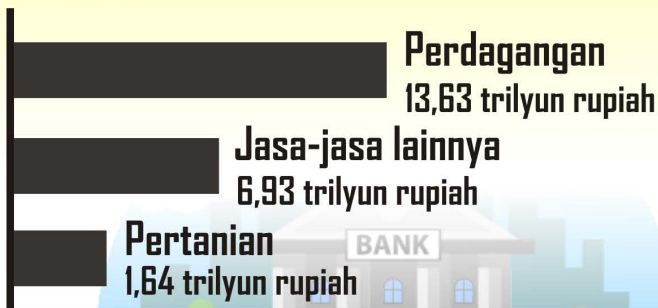 Perdagangan
13,63 trilyun rupiah
Jasa-jasa lainnya
6,93 trilyun rupiah
Pertanian
1,64 trilyun rupiah
BANK